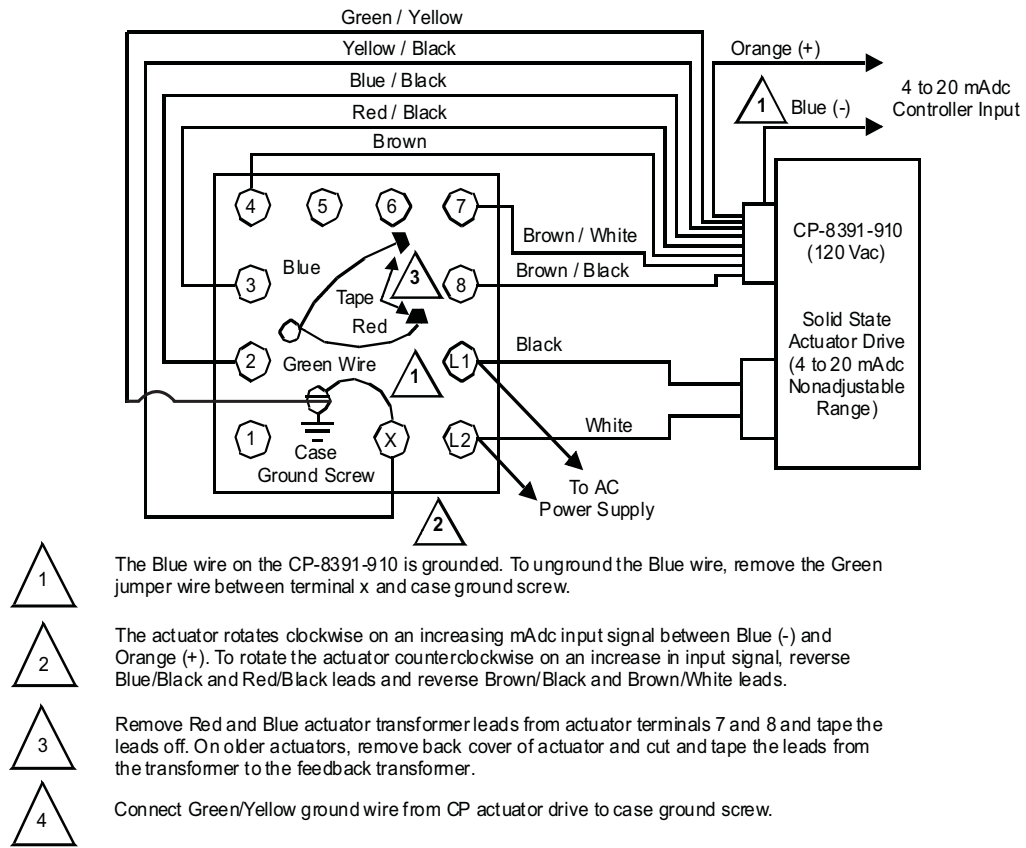 Green / Yellow
Yellow / Black
Orange (+)
Blue / Black
4 to 20 mAdc
Controller Input
1
Blue (-)
Red / Black
Brown
4
5
6
7
Brown / White
CP-8391-910
(120 Vac)
Blue
3
Tape
3
8
Brown / Black
Red
Solid State
Actuator Drive
(4 to 20 mAdc
Nonadjustable
Range)
2
Green Wire
1
L1
Black
1
Case
Ground Screw
X
L2
White
To AC
Power Supply
2
1
The Blue wire on the CP-8391-910 is grounded. To unground the Blue wire, remove the Green
jumper wire between terminal x and case ground screw.
2
The actuator rotates clockwise on an increasing mAdc input signal between Blue (-) and
Orange (+). To rotate the actuator counterclockwise on an increase in input signal, reverse
Blue/Black and Red/Black leads and reverse Brown/Black and Brown/White leads.
3
Remove Red and Blue actuator transformer leads from actuator terminals 7 and 8 and tape the
leads off. On older actuators, remove back cover of actuator and cut and tape the leads from
the transformer to the feedback transformer.
4
Connect Green/Yellow ground wire from CP actuator drive to case ground screw.